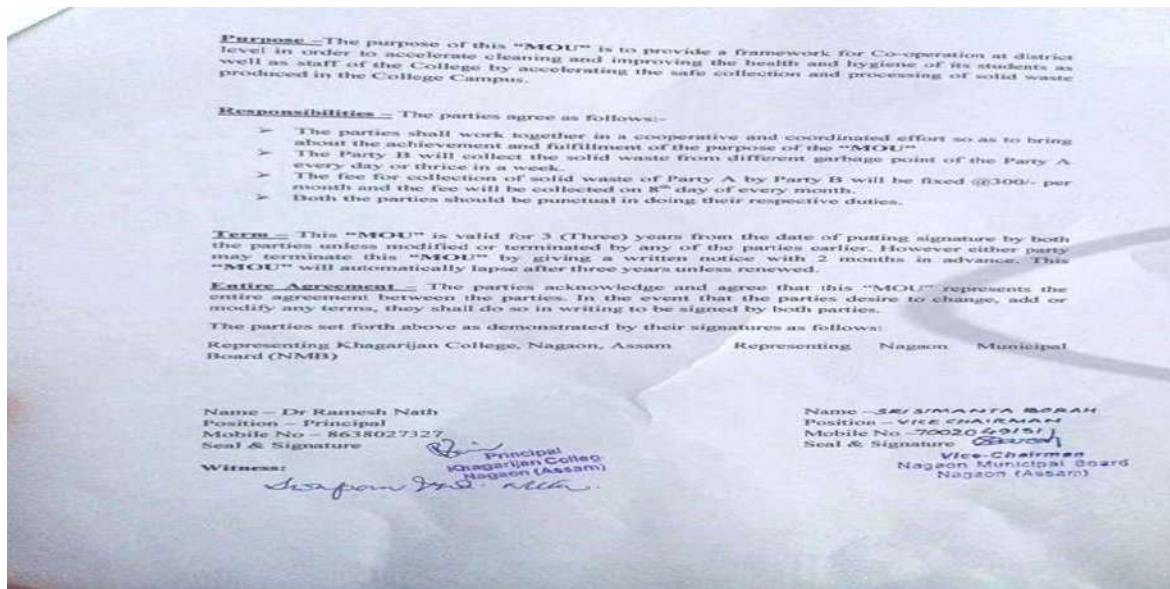 Purpose –The purpose of this “MOU” is to provide a framework for Co-operation at district
level in order to accelerate cleaning and improving the health and hygiene of its students as
well as staff of the College by accelerating the safe collection and processing of solid waste
produced in the College Campus.
Responsibilities – The parties agree as follows:-
➢ The parties shall work together in a cooperative and coordinated effort so as to bring
about the achievement and fulfillment of the purpose of the “MOU”
➢ The Party B will collect the solid waste from different garbage point of the Party A
every day or thrice in a week.
➢ The fee for collection of solid waste of Party A by Party B will be fixed @300/- per
month and the fee will be collected on 8th day of every month.
➢ Both the parties should be punctual in doing their respective duties.
Term – This “MOU” is valid for 3 (Three) years from the date of putting signature by both
the parties unless modified or terminated by any of the parties earlier. However either party
may terminate this “MOU” by giving a written notice with 2 months in advance. This
“MOU” will automatically lapse after three years unless renewed.
Entire Agreement – The parties acknowledge and agree that this “MOU” represents the
entire agreement between the parties. In the event that the parties desire to change, add or
modify any terms, they shall do so in writing to be signed by both parties.
The parties set forth above as demonstrated by their signatures as follows:
Representing Khagarijan College, Nagaon, Assam Representing Nagaon Municipal
Board (NMB)
Name – Dr Ramesh Nath
Position – Principal
Mobile No – 8638027327
Seal & Signature
Principal
Khagarijan Colleg
Nagaon (Assam)
Witness:
Name – SRI SIMANTA BORAH
Position – VICE CHAIRMAN
Mobile No – 7002049151
Seal & Signature
Vice-Chairman
Nagaon Municipal Board
Nagaon (Assam)